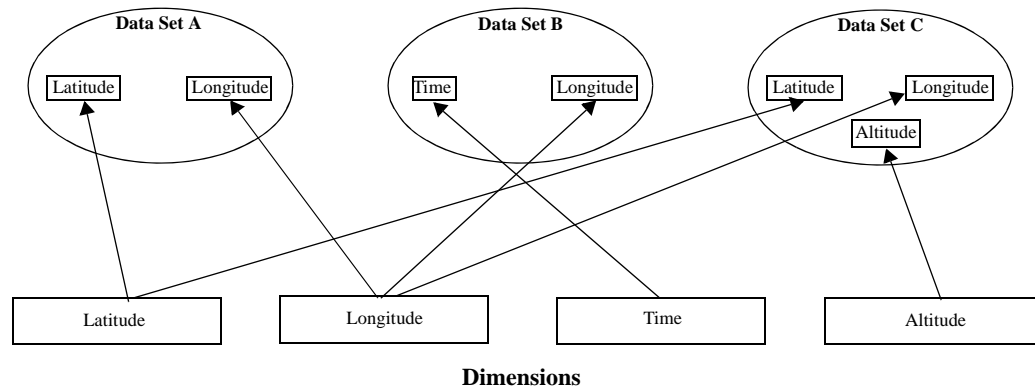 Data Set A
Data Set B
Data Set C
Latitude
Longitude
Time
Longitude
Latitude
Longitude
Altitude
Latitude
Longitude
Time
Altitude
Dimensions